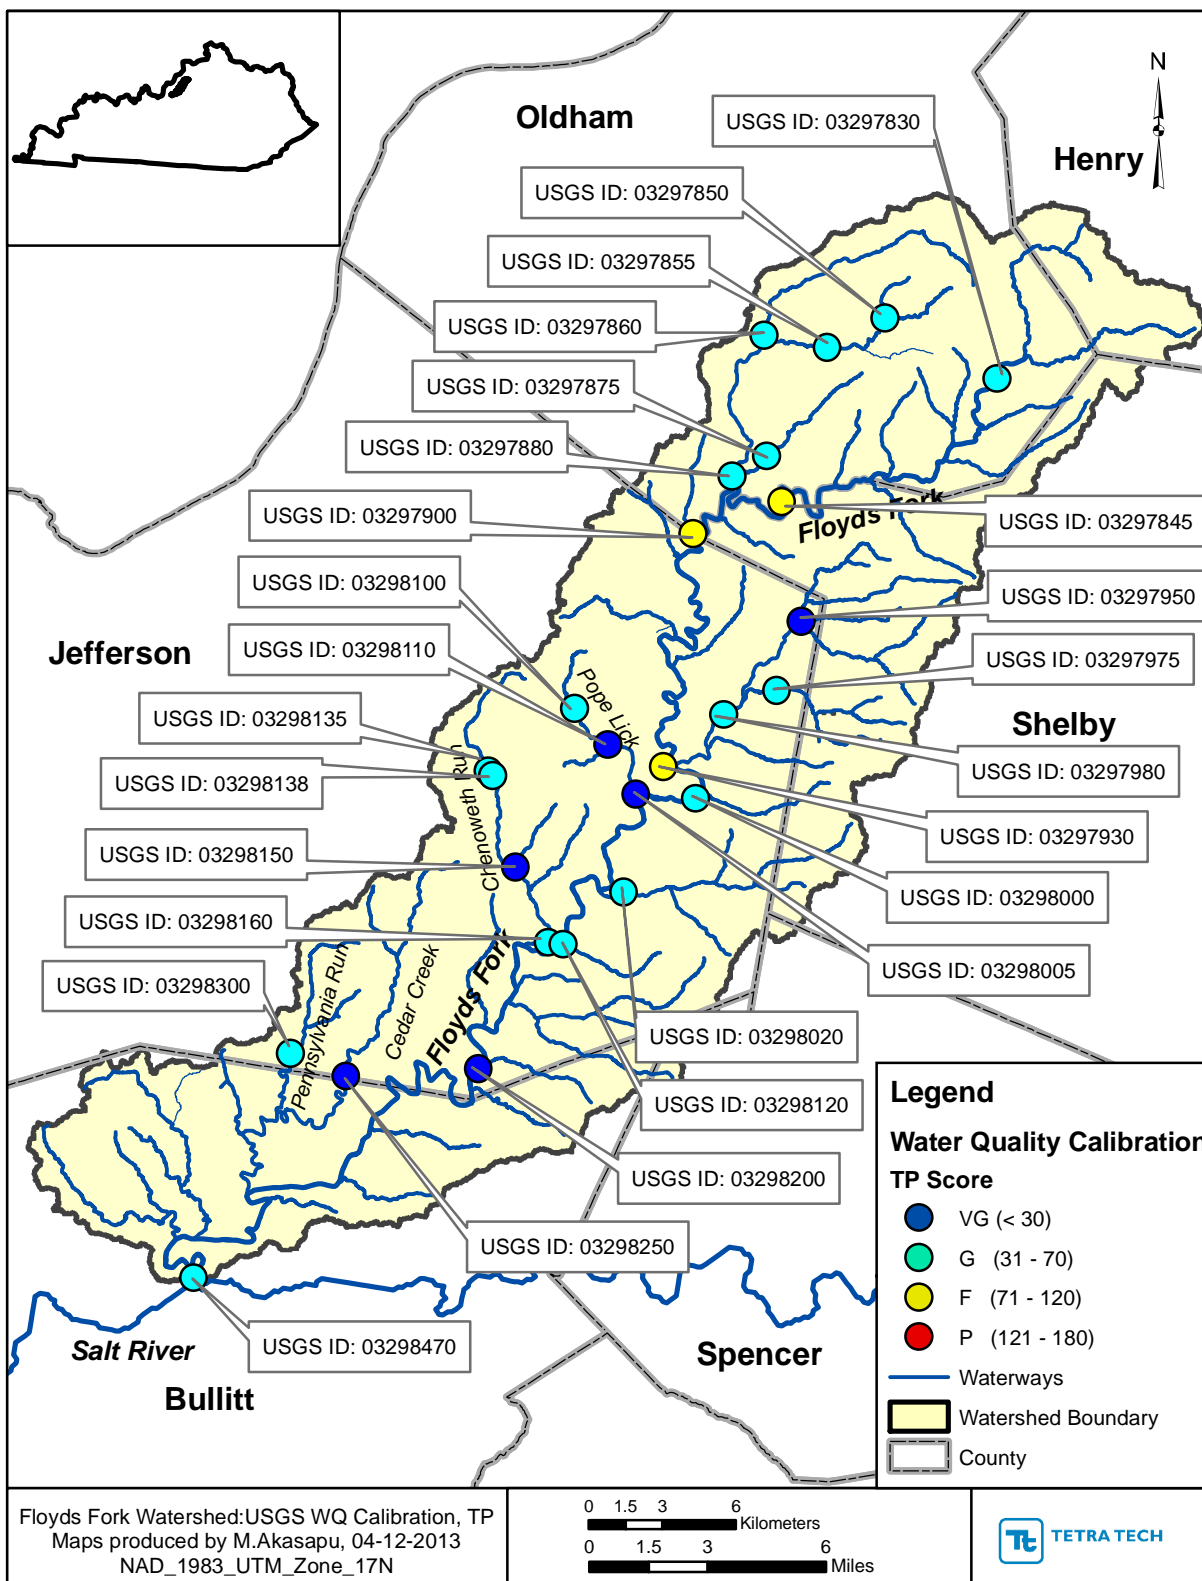 N
Oldham
Henry
USGS ID: 03297830
USGS ID: 03297850
USGS ID: 03297855
USGS ID: 03297860
USGS ID: 03297875
USGS ID: 03297880
USGS ID: 03297900
Floyds Fork
USGS ID: 03297845
USGS ID: 03298100
USGS ID: 03297950
Jefferson
USGS ID: 03298110
USGS ID: 03297975
Pope Lick
USGS ID: 03298135
Shelby
USGS ID: 03298138
USGS ID: 03297980
Chenoweth Run
USGS ID: 03297930
USGS ID: 03298150
USGS ID: 03298000
USGS ID: 03298160
USGS ID: 03298005
USGS ID: 03298300
Pennsylvania Run
Cedar Creek
Floyds Fork
USGS ID: 03298020
USGS ID: 03298120
USGS ID: 03298200
USGS ID: 03298250
USGS ID: 03298470
Salt River
Bullitt
Spencer
Legend
Water Quality Calibration
TP Score
VG (< 30)
G (31 - 70)
F (71 - 120)
P (121 - 180)
Waterways
Watershed Boundary
County
Floyds Fork Watershed:USGS WQ Calibration, TP
Maps produced by M.Akasapu, 04-12-2013
NAD_1983_UTM_Zone_17N
0 1.5 3 6
Kilometers
0 1.5 3 6
Miles
Tt TETRA TECH